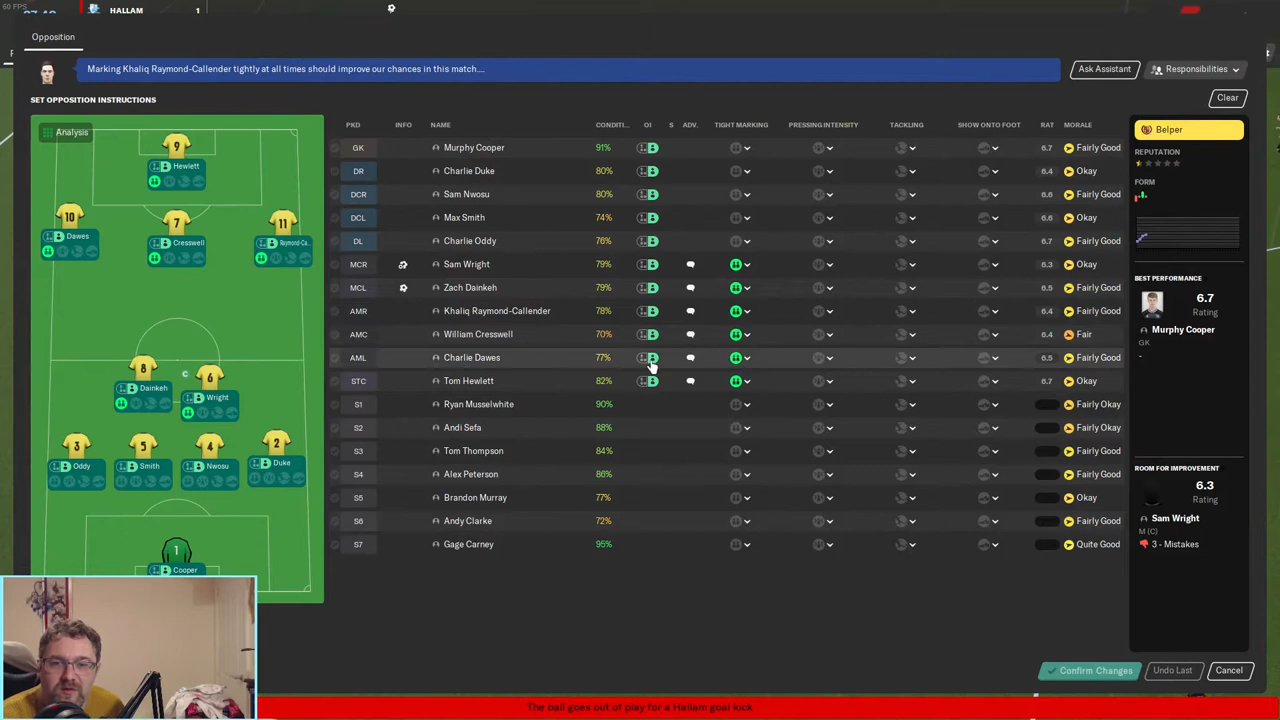 60 FPS
HALLAM 1
Opposition
Marking Khaliq Raymond-Callender tightly at all times should improve our chances in this match....
Ask Assistant
Responsibilities
SET OPPOSITION INSTRUCTIONS
Clear
Analysis
9
Hewlett
10
Dawes
7
Cresswell
11
Raymond-Ca...
8
Dainkeh
C
6
Wright
3
Oddy
5
Smith
4
Nwosu
2
Duke
1
Cooper
PKD INFO NAME CONDITI... OI S ADV. TIGHT MARKING PRESSING INTENSITY TACKLING SHOW ONTO FOOT RAT MORALE
GK Murphy Cooper 91% 6.7 Fairly Good
DR Charlie Duke 80% 6.4 Okay
DCR Sam Nwosu 80% 6.6 Fairly Good
DCL Max Smith 74% 6.6 Okay
DL Charlie Oddy 76% 6.7 Fairly Good
MCR Sam Wright 79% 6.3 Okay
MCL Zach Dainkeh 79% 6.5 Fairly Good
AMR Khaliq Raymond-Callender 78% 6.4 Fairly Good
AMC William Cresswell 70% 6.4 Fair
AML Charlie Dawes 77% 6.5 Fairly Good
STC Tom Hewlett 82% 6.7 Okay
S1 Ryan Musselwhite 90% Fairly Okay
S2 Andi Sefa 88% Fairly Okay
S3 Tom Thompson 84% Fairly Good
S4 Alex Peterson 86% Fairly Good
S5 Brandon Murray 77% Okay
S6 Andy Clarke 72% Fairly Good
S7 Gage Carney 95% Quite Good
Belper
REPUTATION
FORM
BEST PERFORMANCE
6.7
Rating
Murphy Cooper
-
ROOM FOR IMPROVEMENT
6.3
Rating
Sam Wright
M (C)
3 - Mistakes
Confirm Changes
Undo Last
Cancel
The ball goes out of play for a Hallam goal kick